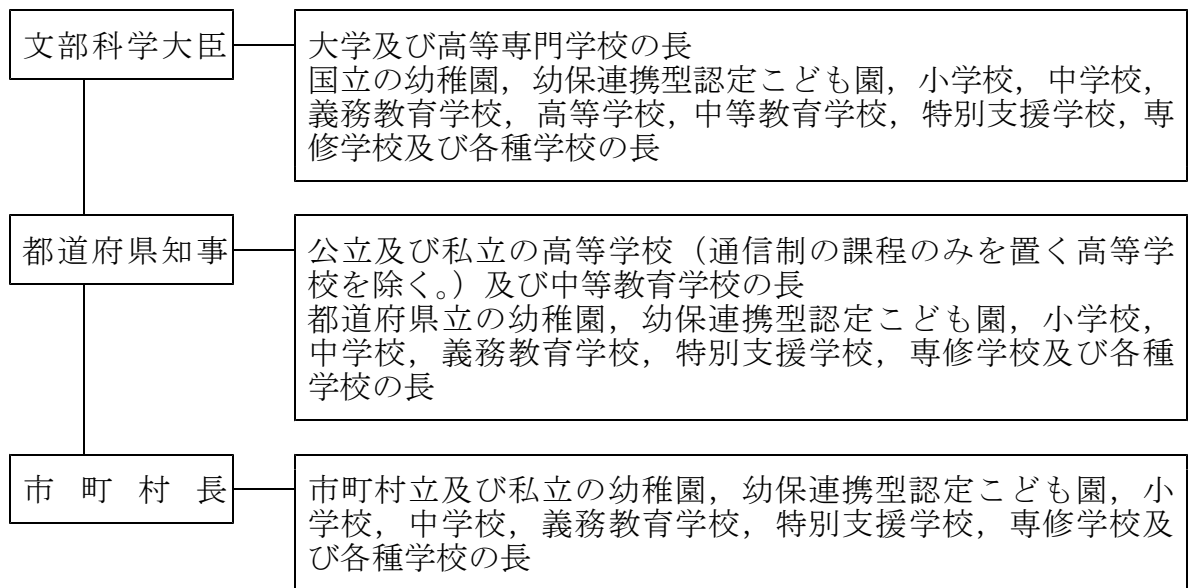 文部科学大臣
大学及び高等専門学校の長
国立の幼稚園，幼保連携型認定こども園，小学校，中学校，
義務教育学校，高等学校，中等教育学校，特別支援学校，専
修学校及び各種学校の長
都道府県知事
公立及び私立の高等学校（通信制の課程のみを置く高等学
校を除く。）及び中等教育学校の長
都道府県立の幼稚園，幼保連携型認定こども園，小学校，
中学校，義務教育学校，特別支援学校，専修学校及び各種
学校の長
市町村長
市町村立及び私立の幼稚園，幼保連携型認定こども園，小
学校，中学校，義務教育学校，特別支援学校，専修学校及
び各種学校の長